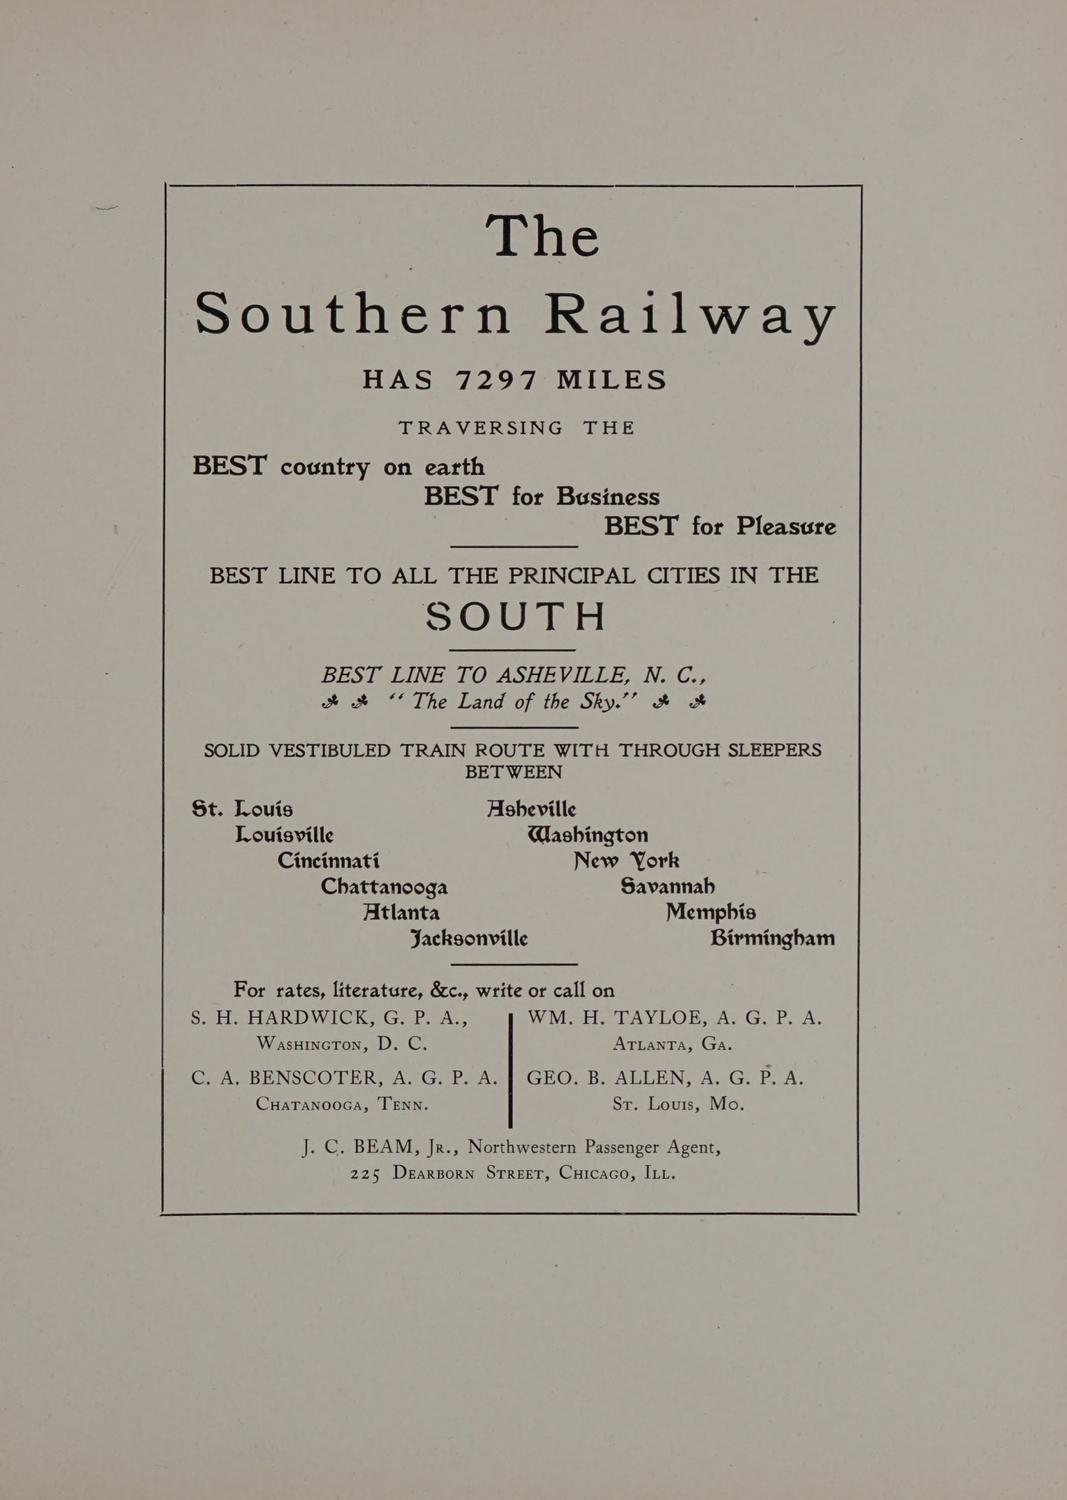 The
Southern Railway
HAS 7297 MILES
TRAVERSING THE
BEST country on earth
BEST for Business
BEST for Pleasure
BEST LINE TO ALL THE PRINCIPAL CITIES IN THE
SOUTH
BEST LINE TO ASHEVILLE, N. C.,
“ The Land of the Sky.”
SOLID VESTIBULED TRAIN ROUTE WITH THROUGH SLEEPERS
BETWEEN
St. Louis
Louisville
Cincinnati
Chattanooga
Atlanta
Jacksonville
Asheville
Washington
New York
Savannah
Memphis
Birmingham
For rates, literature, &c., write or call on
S. H. HARDWICK, G. P. A.,
WASHINGTON, D. C.
C. A. BENSCOTER, A. G. P. A.
CHATANOOGA, TENN.
WM. H. TAYLOE, A. G. P. A.
ATLANTA, GA.
GEO. B. ALLEN, A. G. P. A.
ST. LOUIS, MO.
J. C. BEAM, JR., Northwestern Passenger Agent,
225 DEARBORN STREET, CHICAGO, ILL.